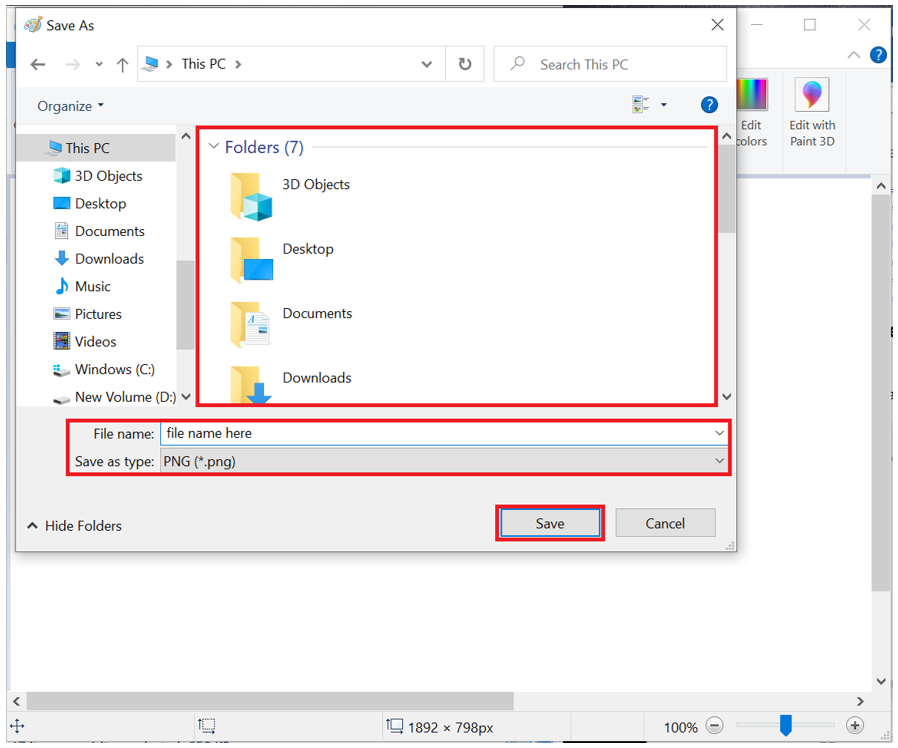 Save As
This PC
Search This PC
Organize
?
?
Edit colors
Edit with Paint 3D
This PC
3D Objects
Desktop
Documents
Downloads
Music
Pictures
Videos
Windows (C:)
New Volume (D:)
Folders (7)
3D Objects
Desktop
Documents
Downloads
File name: file name here
Save as type: PNG (*.png)
Hide Folders
Save
Cancel
1892 × 798px
100%